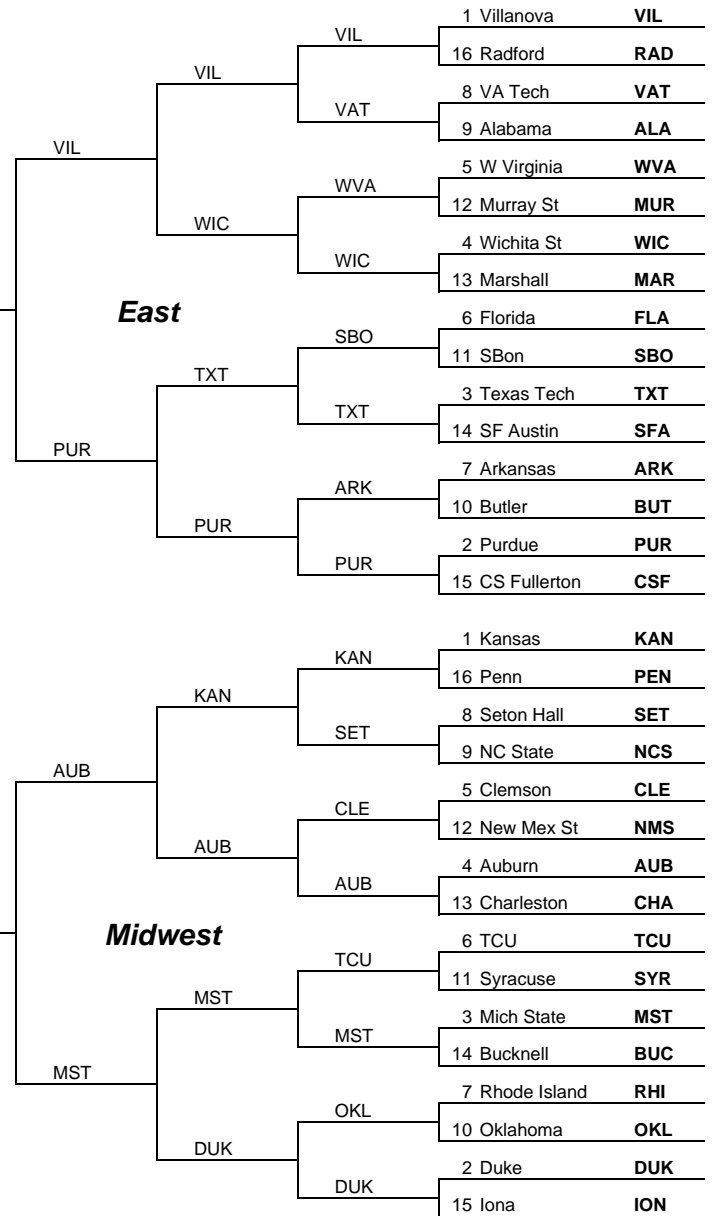 1 Villanova VIL
VIL
16 Radford RAD
VIL
8 VA Tech VAT
VAT
9 Alabama ALA
VIL
5 W Virginia WVA
WVA
12 Murray St MUR
WIC
4 Wichita St WIC
WIC
13 Marshall MAR
East
6 Florida FLA
SBO
11 SBon SBO
TXT
3 Texas Tech TXT
TXT
14 SF Austin SFA
PUR
7 Arkansas ARK
ARK
10 Butler BUT
PUR
2 Purdue PUR
PUR
15 CS Fullerton CSF
1 Kansas KAN
KAN
16 Penn PEN
KAN
8 Seton Hall SET
SET
9 NC State NCS
AUB
5 Clemson CLE
CLE
12 New Mex St NMS
AUB
4 Auburn AUB
AUB
13 Charleston CHA
Midwest
6 TCU TCU
TCU
11 Syracuse SYR
MST
3 Mich State MST
MST
14 Bucknell BUC
MST
7 Rhode Island RHI
OKL
10 Oklahoma OKL
DUK
2 Duke DUK
DUK
15 Iona ION